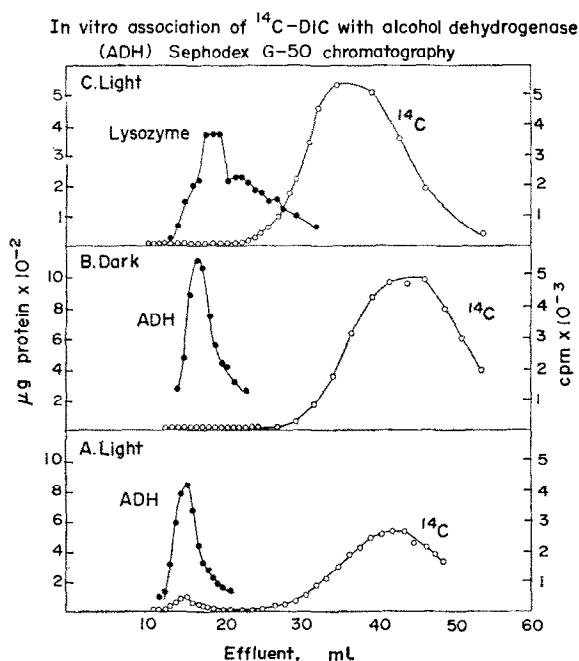 In vitro association of ¹⁴C-DIC with alcohol dehydrogenase
(ADH) Sephodex G-50 chromatography
C. Light
Lysozyme
¹⁴C
5
4
3
2
1
5
4
3
2
1
B. Dark
ADH
¹⁴C
10
8
6
4
2
5
4
3
2
1
A. Light
ADH
¹⁴C
10
8
6
4
2
5
4
3
2
1
µg protein x 10⁻²
cpm x 10⁻³
10 20 30 40 50 60
Effluent, ml